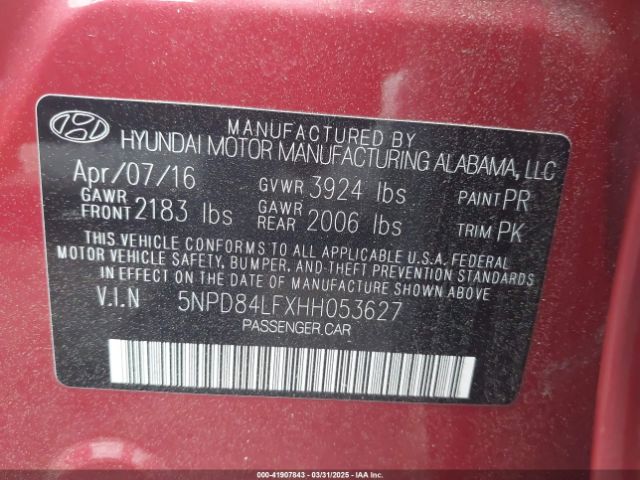 MANUFACTURED BY
HYUNDAI MOTOR MANUFACTURING ALABAMA, LLC
Apr/07/16 GVWR 3924 lbs PAINT PR
GAWR FRONT 2183 lbs GAWR REAR 2006 lbs TRIM PK
THIS VEHICLE CONFORMS TO ALL APPLICABLE U.S.A. FEDERAL
MOTOR VEHICLE SAFETY, BUMPER, AND THEFT PREVENTION STANDARDS
IN EFFECT ON THE DATE OF MANUFACTURE SHOWN ABOVE.
V.I.N 5NPD84LFXHH053627
PASSENGER CAR
000-41907843 - 03/31/2025 - IAAI.COM